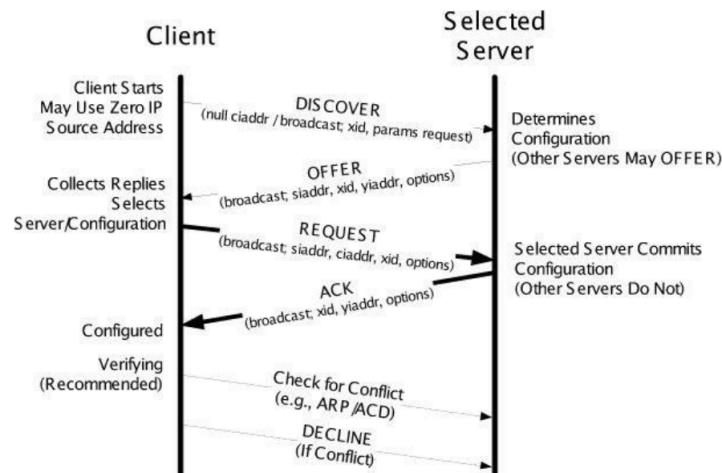 Client
Selected
Server
Client Starts
May Use Zero IP
Source Address
DISCOVER
(null ciaddr / broadcast; xid, params request)
Determines
Configuration
(Other Servers May OFFER)
OFFER
(broadcast; siaddr, xid, yiaddr, options)
Collects Replies
Selects
Server/Configuration
REQUEST
(broadcast; siaddr, ciaddr, xid, options)
Selected Server Commits
Configuration
(Other Servers Do Not)
ACK
(broadcast; xid, yiaddr, options)
Configured
Verifying
(Recommended)
Check for Conflict
(e.g., ARP/ACD)
DECLINE
(If Conflict)